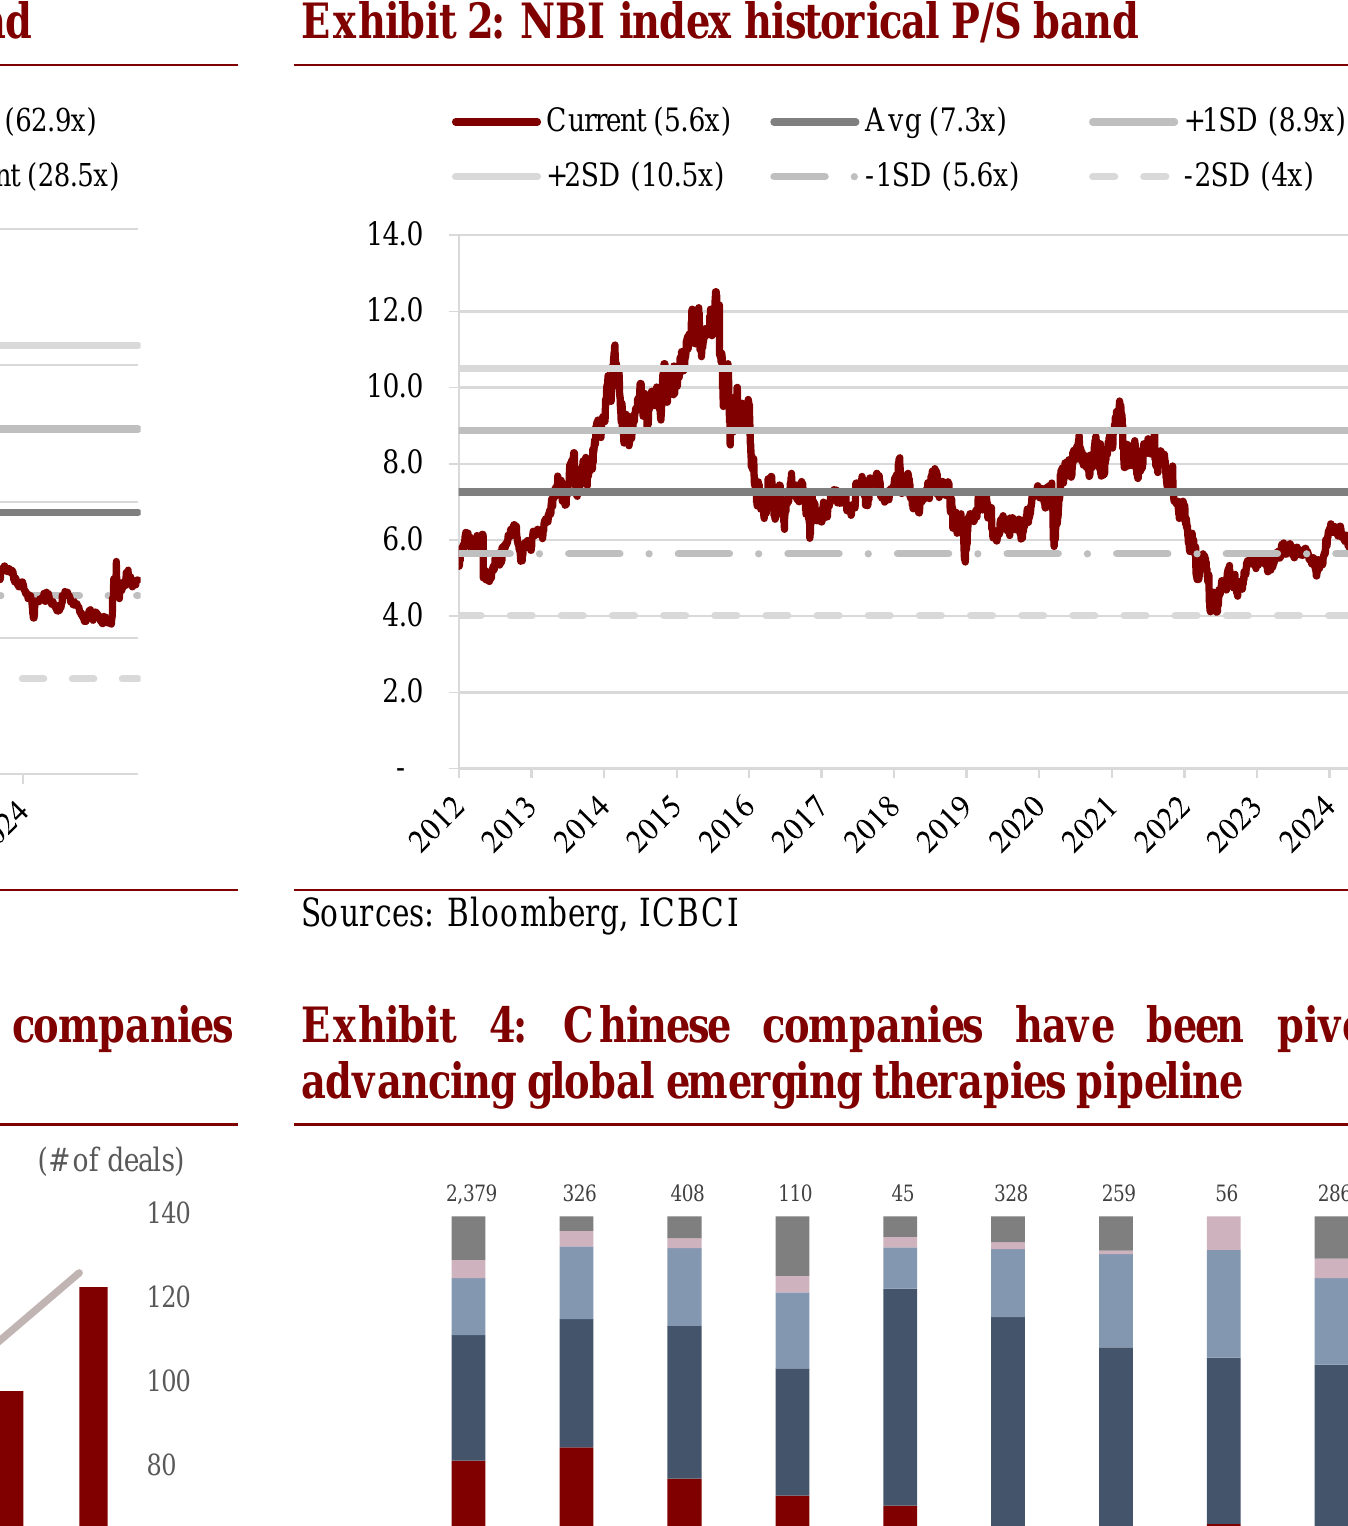 Exhibit 2: NBI index historical P/S band
(62.9x)
(28.5x)
Current (5.6x) Avg (7.3x) +1SD (8.9x)
+2SD (10.5x) -1SD (5.6x) -2SD (4x)
14.0
12.0
10.0
8.0
6.0
4.0
2.0
-
2012 2013 2014 2015 2016 2017 2018 2019 2020 2021 2022 2023 2024
Sources: Bloomberg, ICBCI
companies
Exhibit 4: Chinese companies have been
advancing global emerging therapies pipeline
(# of deals)
140
120
100
80
2,379 326 408 110 45 328 259 56 286